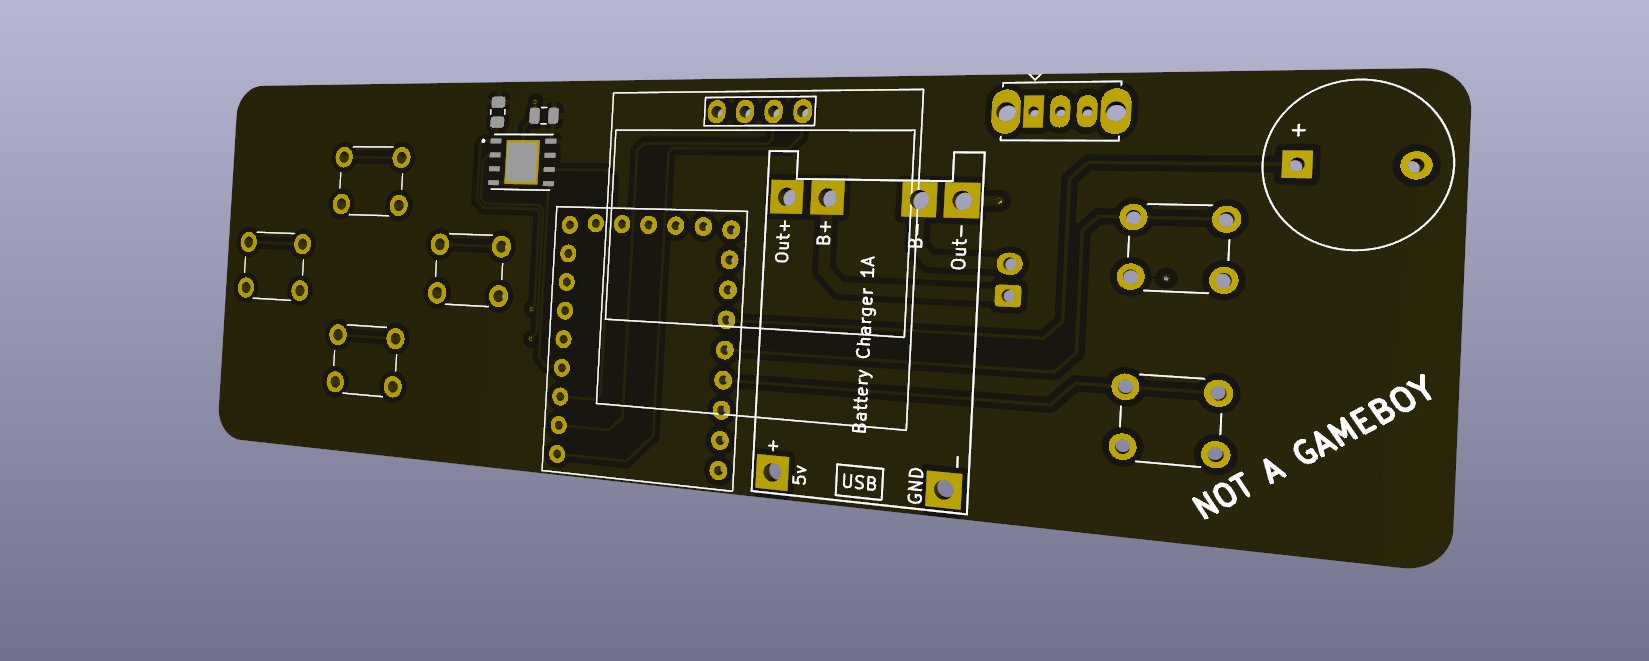 +
Out+
B+
B-
Out-
Battery Charger 1A
+
5v
USB
GND
-
NOT A GAMEBOY